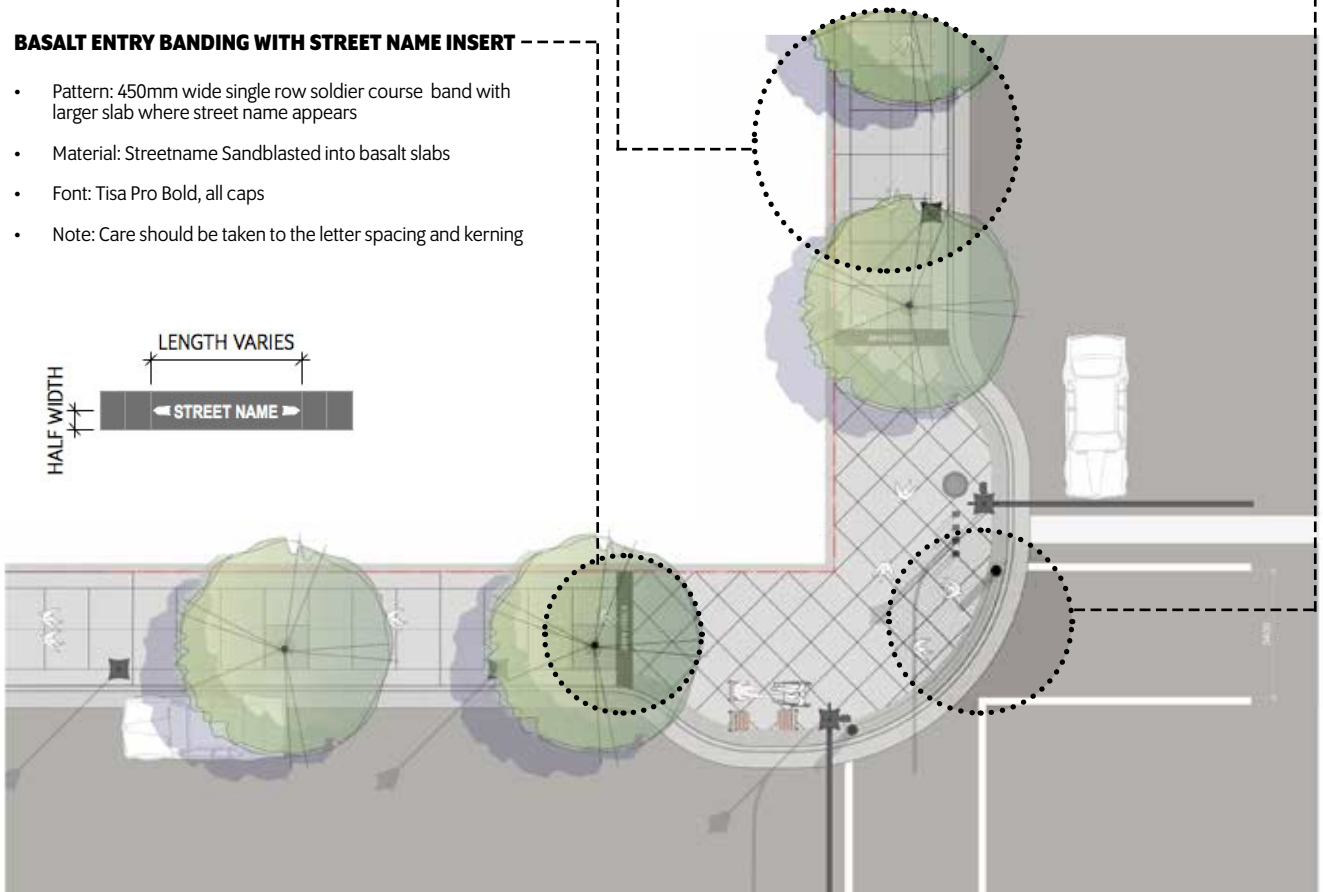 BASALT ENTRY BANDING WITH STREET NAME INSERT
• Pattern: 450mm wide single row soldier course band with
larger slab where street name appears
• Material: Streetname Sandblasted into basalt slabs
• Font: Tisa Pro Bold, all caps
• Note: Care should be taken to the letter spacing and kerning
LENGTH VARIES
HALF WIDTH
STREET NAME